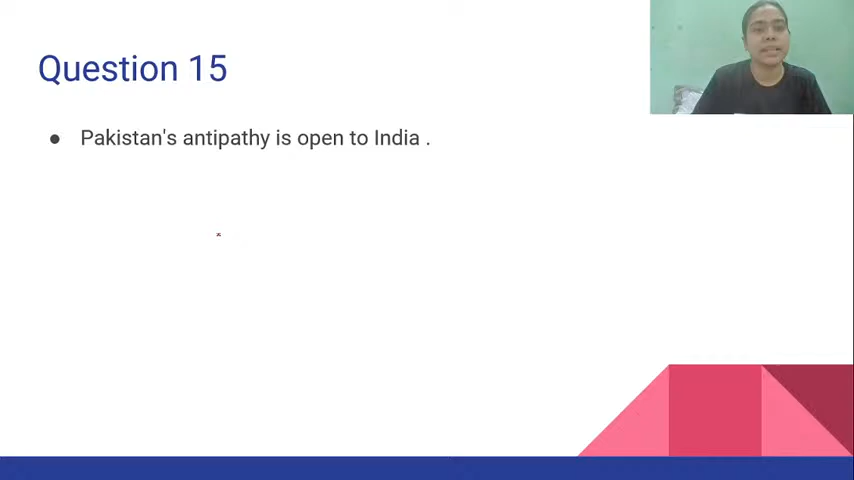 Question 15
● Pakistan's antipathy is open to India .